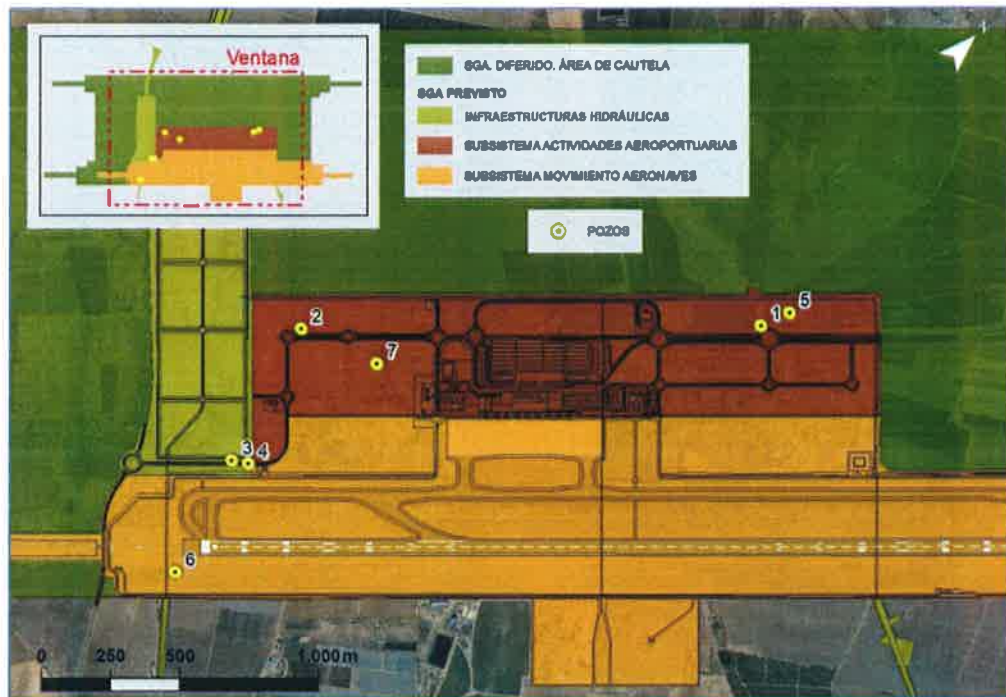 Ventana
SGA. DIFERIDO. ÁREA DE CAUTELA
SGA PREVISTO
INFRAESTRUCTURAS HIDRÁULICAS
SUBSISTEMA ACTIVIDADES AEROPORTUARIAS
SUBSISTEMA MOVIMIENTO AERONAVES
POZOS
5
1
2
7
3
4
6
0 250 500 1.000 m